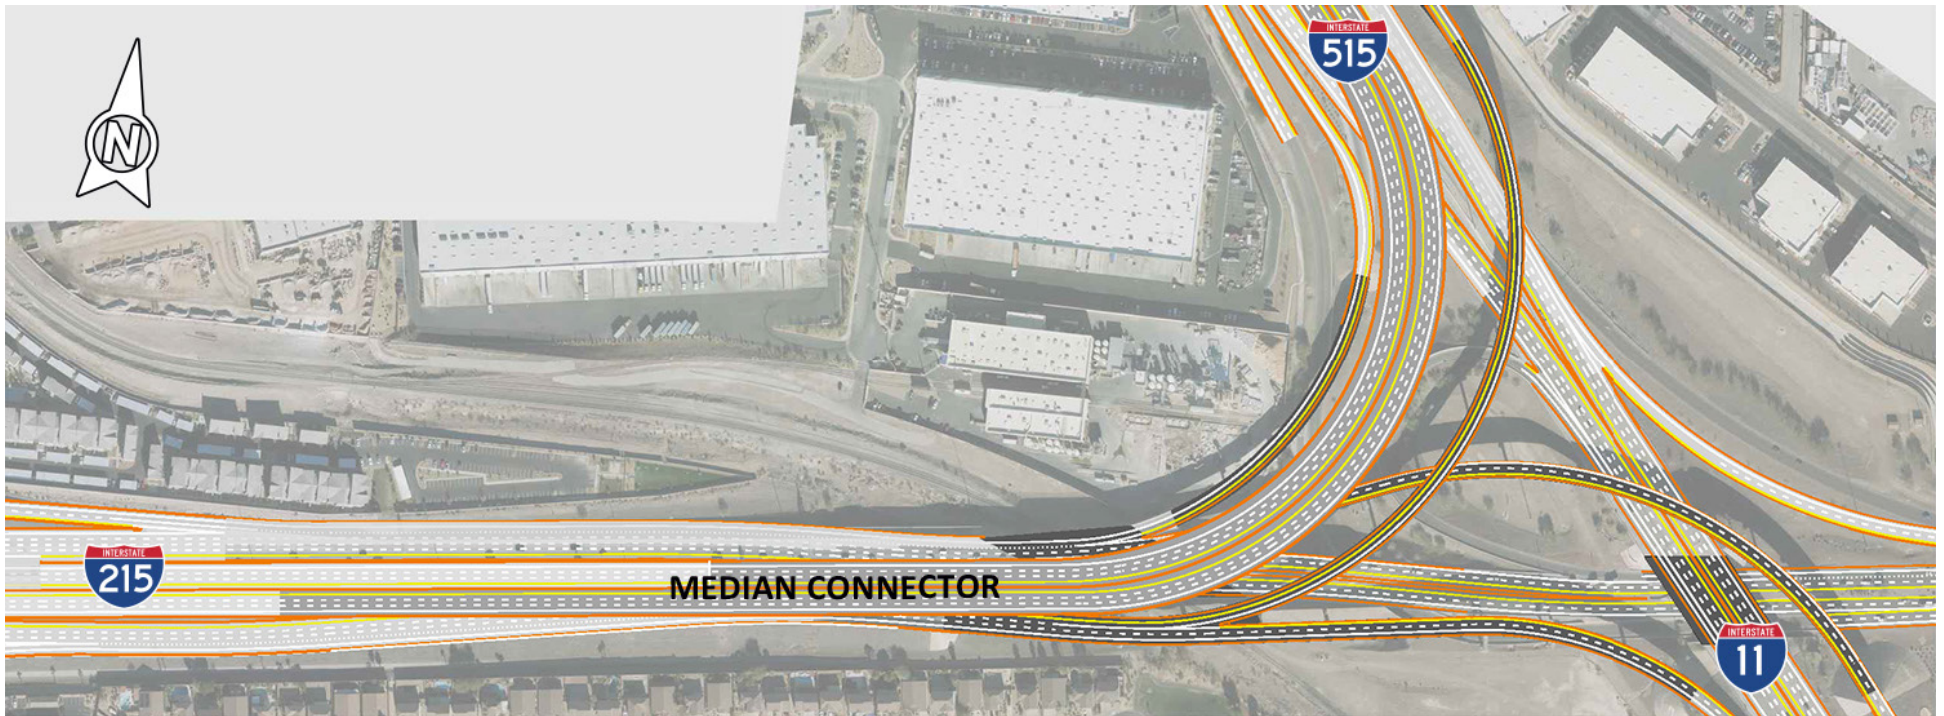 N
INTERSTATE
515
INTERSTATE
215
MEDIAN CONNECTOR
INTERSTATE
11